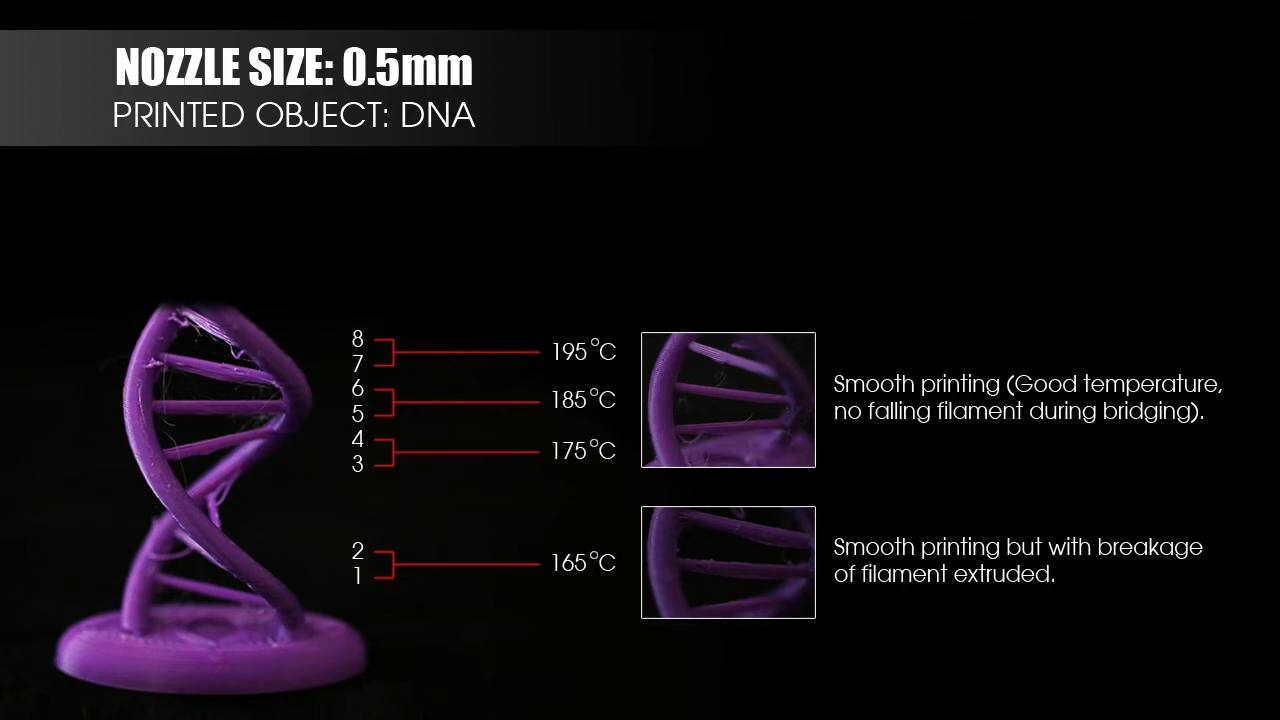 NOZZLE SIZE: 0.5mm
PRINTED OBJECT: DNA
8
7
195°C
6
5
185°C
4
3
175°C
Smooth printing (Good temperature,
no falling filament during bridging).
2
1
165°C
Smooth printing but with breakage
of filament extruded.